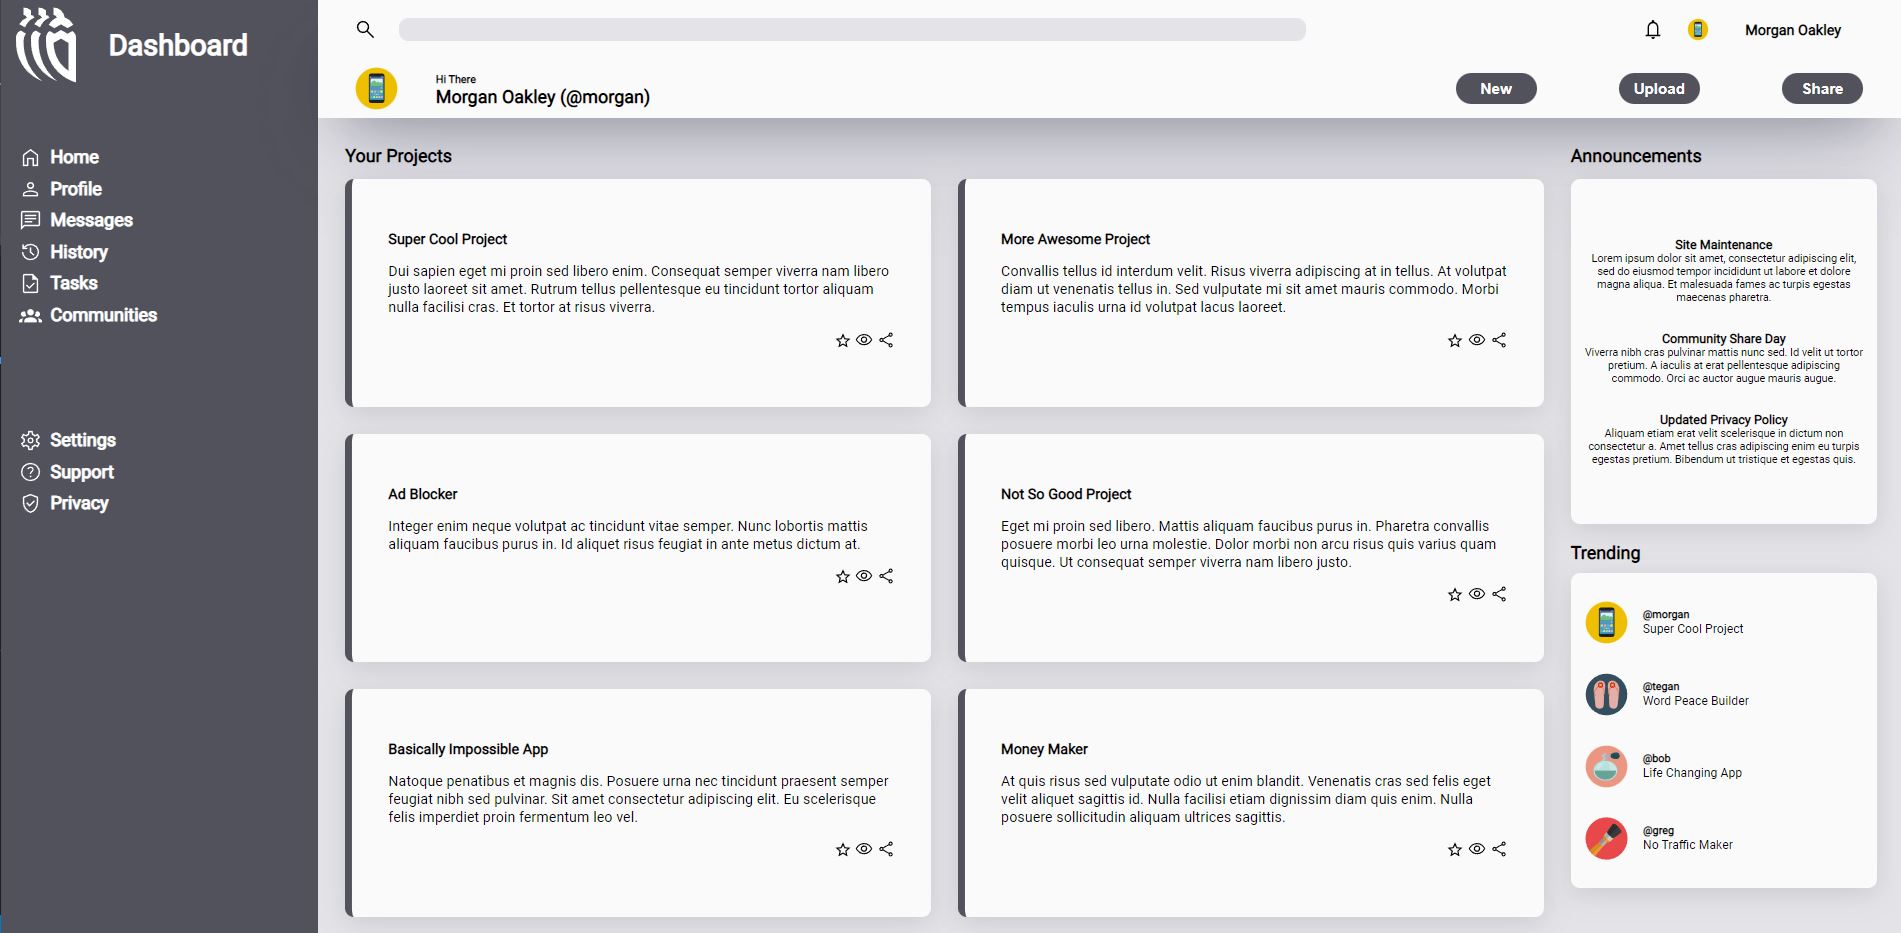 Dashboard
Home
Profile
Messages
History
Tasks
Communities
Settings
Support
Privacy
Morgan Oakley
Hi There
Morgan Oakley (@morgan)
New
Upload
Share
Your Projects
Super Cool Project
Dui sapien eget mi proin sed libero enim. Consequat semper viverra nam libero
justo laoreet sit amet. Rutrum tellus pellentesque eu tincidunt tortor aliquam
nulla facilisi cras. Et tortor at risus viverra.
More Awesome Project
Convallis tellus id interdum velit. Risus viverra adipiscing at in tellus. At volutpat
diam ut venenatis tellus in. Sed vulputate mi sit amet mauris commodo. Morbi
tempus iaculis urna id volutpat lacus laoreet.
Ad Blocker
Integer enim neque volutpat ac tincidunt vitae semper. Nunc lobortis mattis
aliquam faucibus purus in. Id aliquet risus feugiat in ante metus dictum at.
Not So Good Project
Eget mi proin sed libero. Mattis aliquam faucibus purus in. Pharetra convallis
posuere morbi leo urna molestie. Dolor morbi non arcu risus quis varius quam
quisque. Ut consequat semper viverra nam libero justo.
Basically Impossible App
Natoque penatibus et magnis dis. Posuere urna nec tincidunt praesent semper
feugiat nibh sed pulvinar. Sit amet consectetur adipiscing elit. Eu scelerisque
felis imperdiet proin fermentum leo vel.
Money Maker
At quis risus sed vulputate odio ut enim blandit. Venenatis cras sed felis eget
velit aliquet sagittis id. Nulla facilisi etiam dignissim diam quis enim. Nulla
posuere sollicitudin aliquam ultrices sagittis.
Announcements
Site Maintenance
Lorem ipsum dolor sit amet, consectetur adipiscing elit,
sed do eiusmod tempor incididunt ut labore et dolore
magna aliqua. Et malesuada fames ac turpis egestas
maecenas pharetra.
Community Share Day
Viverra nibh cras pulvinar mattis nunc sed. Id velit ut tortor
pretium. A iaculis at erat pellentesque adipiscing
commodo. Orci ac auctor augue mauris augue.
Updated Privacy Policy
Aliquam etiam erat velit scelerisque in dictum non
consectetur a. Amet tellus cras adipiscing enim eu turpis
egestas pretium. Bibendum ut tristique et egestas quis.
Trending
@morgan
Super Cool Project
@tegan
Word Peace Builder
@bob
Life Changing App
@greg
No Traffic Maker